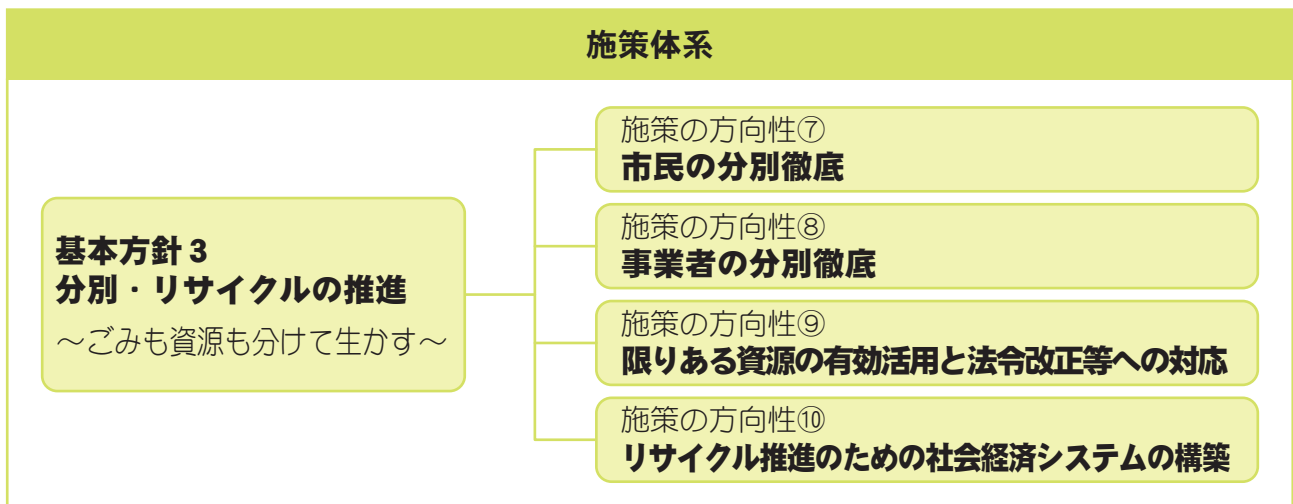 施策体系
基本方針 3
分別・リサイクルの推進
~ごみも資源も分けて生かす~
施策の方向性⑦
市民の分別徹底
施策の方向性⑧
事業者の分別徹底
施策の方向性⑨
限りある資源の有効活用と法令改正等への対応
施策の方向性⑩
リサイクル推進のための社会経済システムの構築